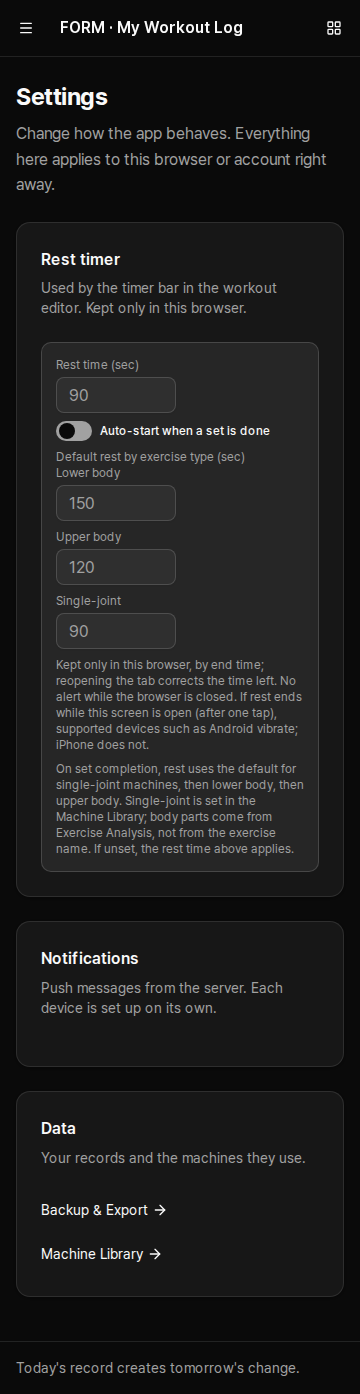 FORM · My Workout Log
Settings
Change how the app behaves. Everything
here applies to this browser or account right
away.
Rest timer
Used by the timer bar in the workout
editor. Kept only in this browser.
Rest time (sec)
90
Auto-start when a set is done
Default rest by exercise type (sec)
Lower body
150
Upper body
120
Single-joint
90
Kept only in this browser, by end time;
reopening the tab corrects the time left. No
alert while the browser is closed. If rest ends
while this screen is open (after one tap),
supported devices such as Android vibrate;
iPhone does not.
On set completion, rest uses the default for
single-joint machines, then lower body, then
upper body. Single-joint is set in the
Machine Library; body parts come from
Exercise Analysis, not from the exercise
name. If unset, the rest time above applies.
Notifications
Push messages from the server. Each
device is set up on its own.
Data
Your records and the machines they use.
Backup & Export →
Machine Library →
Today's record creates tomorrow's change.